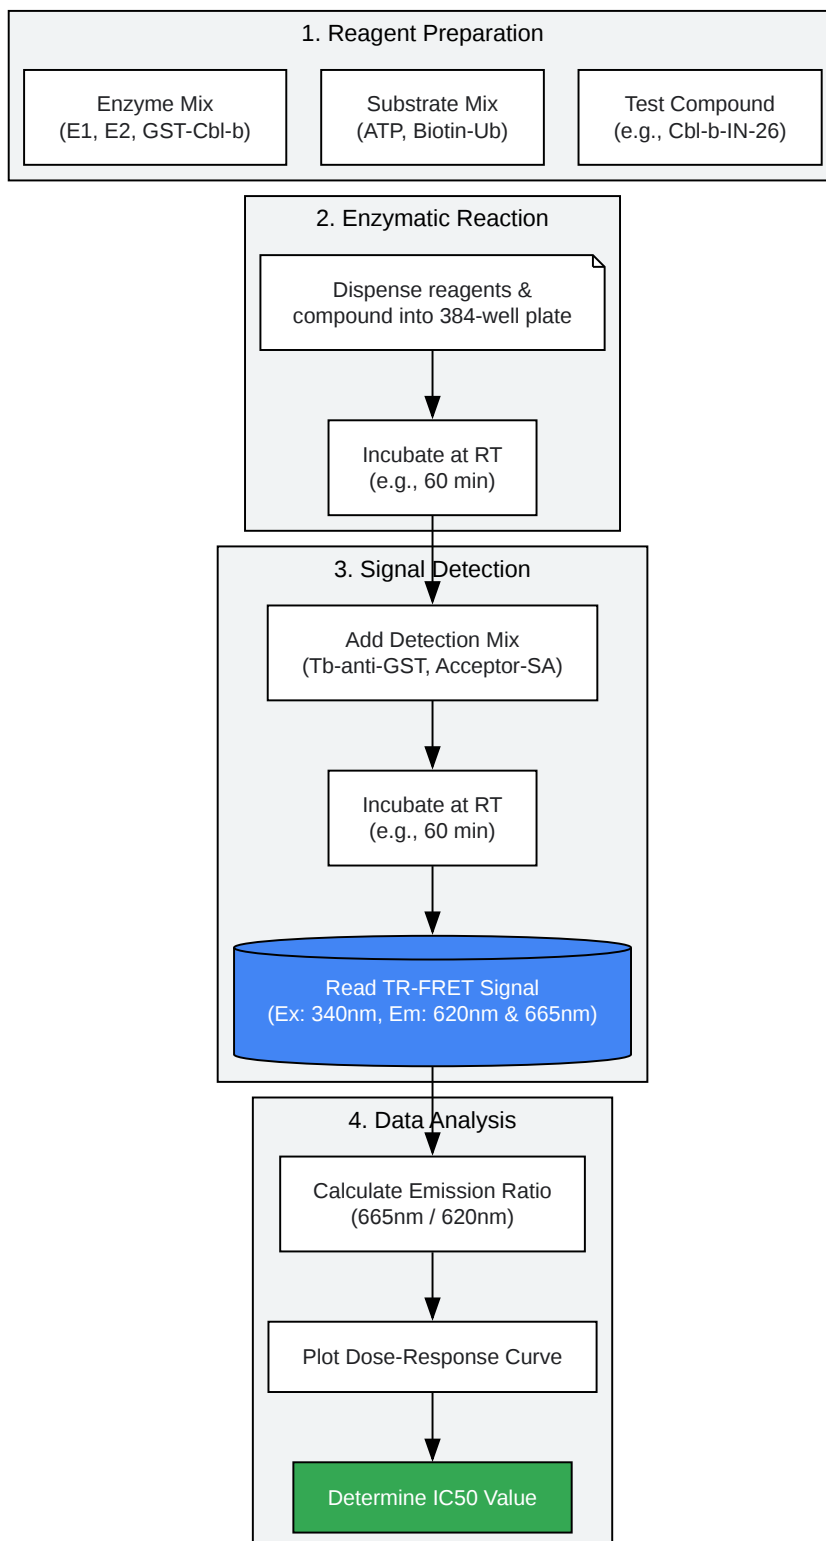 1. Reagent Preparation
Enzyme Mix
(E1, E2, GST-Cbl-b)
Substrate Mix
(ATP, Biotin-Ub)
Test Compound
(e.g., Cbl-b-IN-26)
2. Enzymatic Reaction
Dispense reagents &
compound into 384-well plate
Incubate at RT
(e.g., 60 min)
3. Signal Detection
Add Detection Mix
(Tb-anti-GST, Acceptor-SA)
Incubate at RT
(e.g., 60 min)
Read TR-FRET Signal
(Ex: 340nm, Em: 620nm & 665nm)
4. Data Analysis
Calculate Emission Ratio
(665nm / 620nm)
Plot Dose-Response Curve
Determine IC50 Value